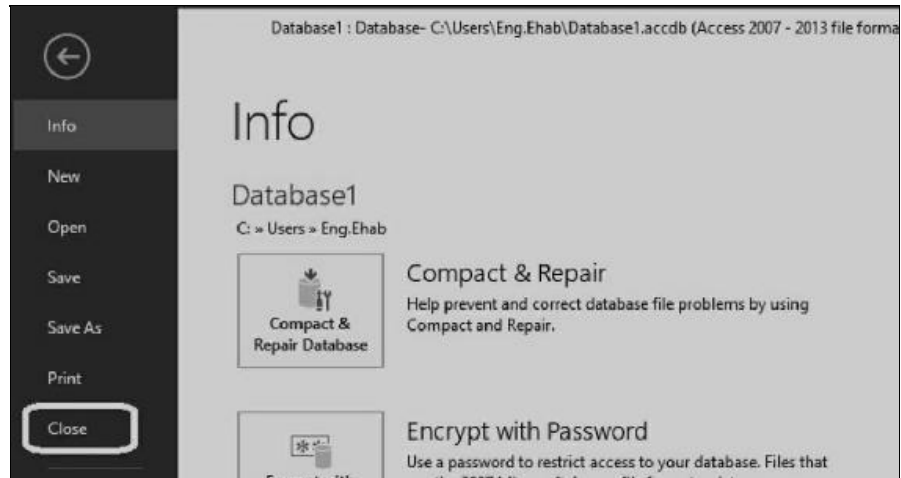 Database1 : Database- C:\Users\Eng.Ehab\Database1.accdb (Access 2007 - 2013 file forma
Info
New
Open
Save
Save As
Print
Close
Info
Database1
C: » Users » Eng.Ehab
Compact &
Repair Database
Compact & Repair
Help prevent and correct database file problems by using
Compact and Repair.
Encrypt with Password
Use a password to restrict access to your database. Files that